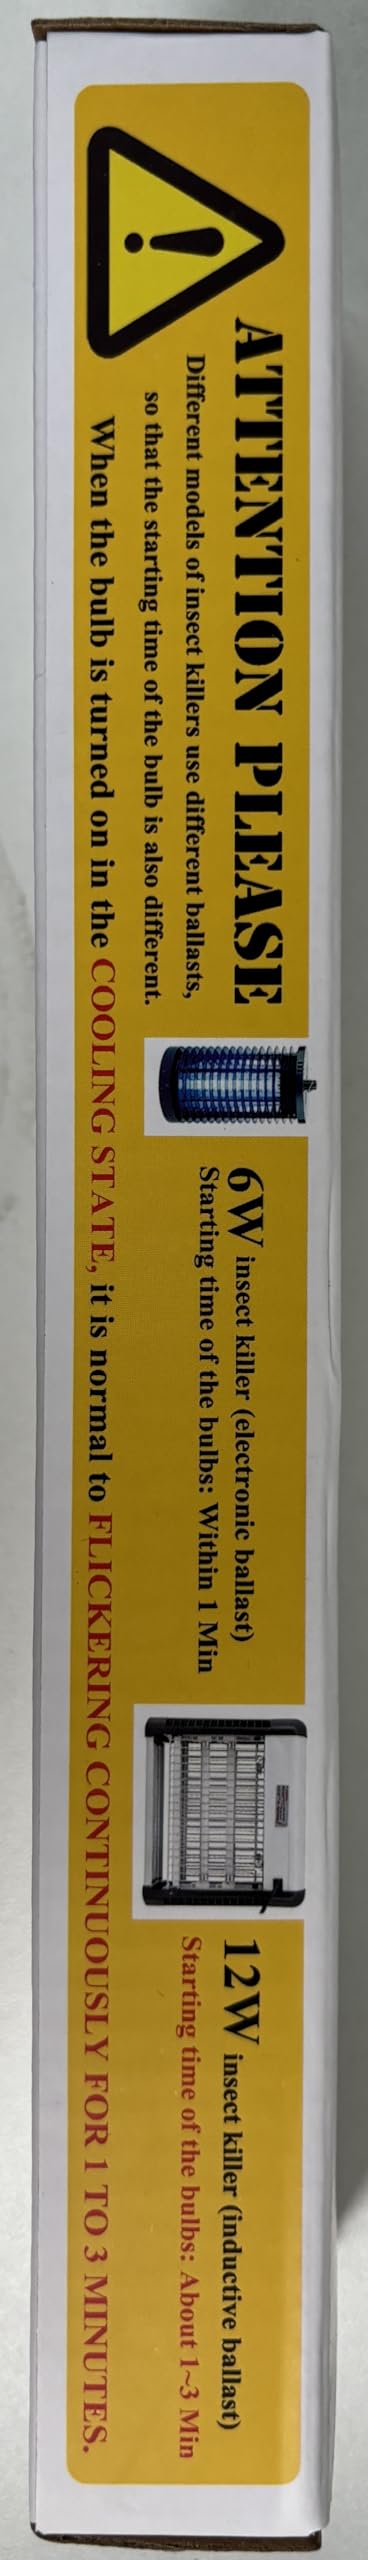 ATTENTION PLEASE
Different models of insect killers use different ballasts,
so that the starting time of the bulb is also different.
6W insect killer (electronic ballast)
Starting time of the bulbs: Within 1 Min
12W insect killer (inductive ballast)
Starting time of the bulbs: About 1~3 Min
When the bulb is turned on in the COOLING STATE, it is normal to FLICKERING CONTINUOUSLY FOR 1 TO 3 MINUTES.